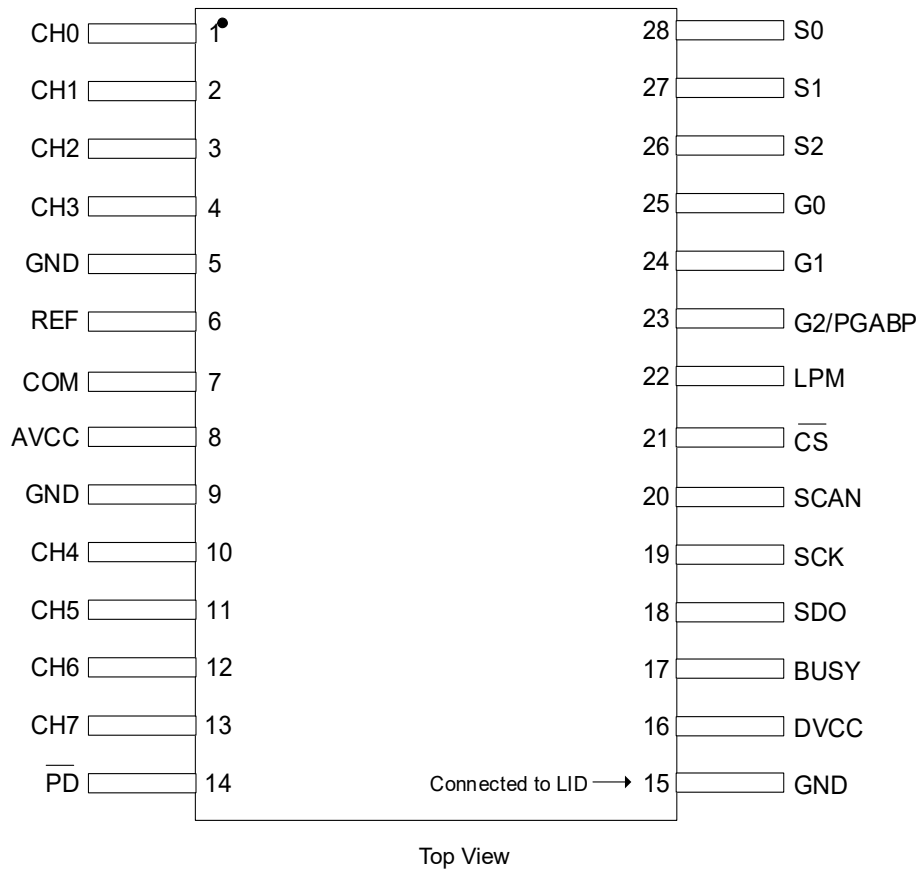 CH0 1 28 S0
CH1 2 27 S1
CH2 3 26 S2
CH3 4 25 G0
GND 5 24 G1
REF 6 23 G2/PGABP
COM 7 22 LPM
AVCC 8 21 C̅S̅
GND 9 20 SCAN
CH4 10 19 SCK
CH5 11 18 SDO
CH6 12 17 BUSY
CH7 13 16 DVCC
P̅D̅ 14 Connected to LID → 15 GND
Top View